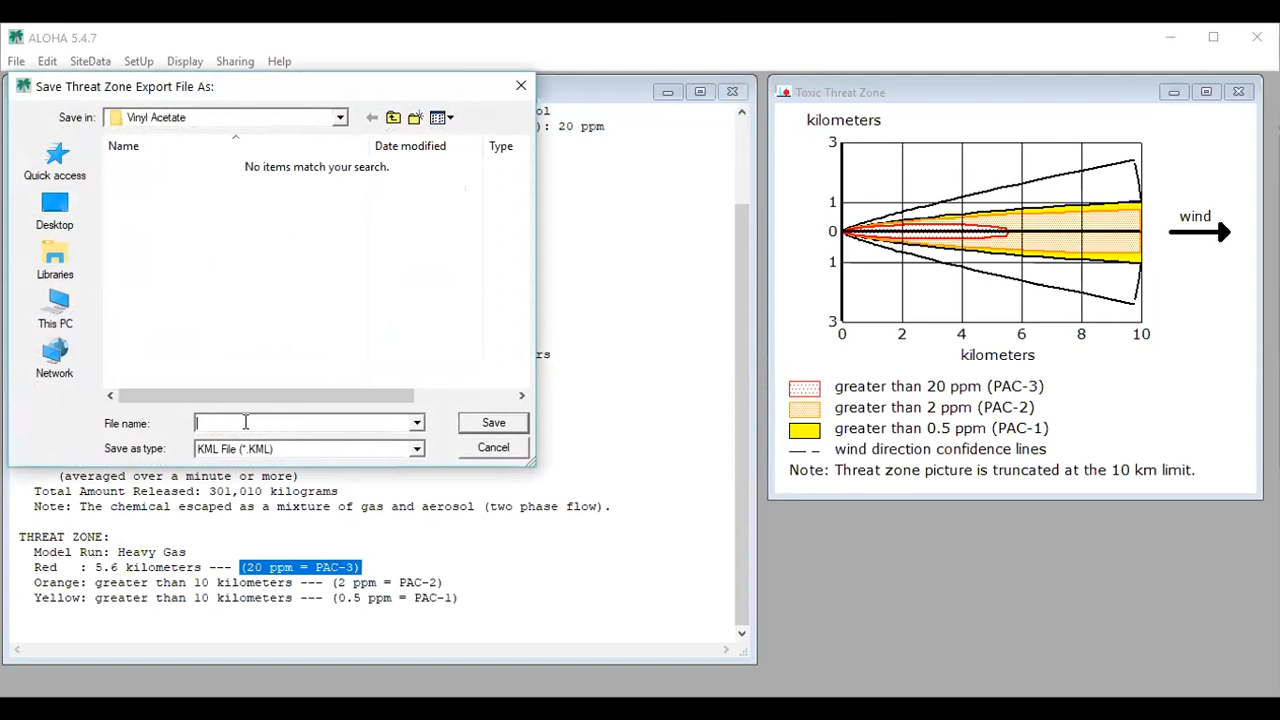 ALOHA 5.4.7
File Edit SiteData SetUp Display Sharing Help
Save Threat Zone Export File As:
Save in: Vinyl Acetate
Name Date modified Type
No items match your search.
Quick access
Desktop
Libraries
This PC
Network
File name: Save
Save as type: KML File (*.KML) Cancel
ol
): 20 ppm
rs
(averaged over a minute or more)
Total Amount Released: 301,010 kilograms
Note: The chemical escaped as a mixture of gas and aerosol (two phase flow).
THREAT ZONE:
Model Run: Heavy Gas
Red : 5.6 kilometers --- (20 ppm = PAC-3)
Orange: greater than 10 kilometers --- (2 ppm = PAC-2)
Yellow: greater than 10 kilometers --- (0.5 ppm = PAC-1)
Toxic Threat Zone
kilometers
3
1
0
1
3
wind
0 2 4 6 8 10
kilometers
greater than 20 ppm (PAC-3)
greater than 2 ppm (PAC-2)
greater than 0.5 ppm (PAC-1)
wind direction confidence lines
Note: Threat zone picture is truncated at the 10 km limit.